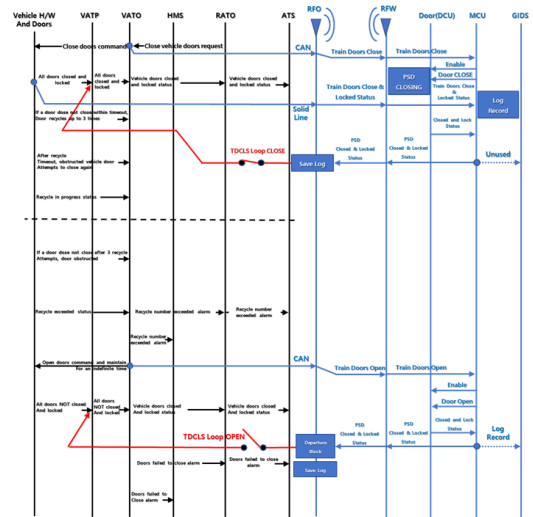 Vehicle H/W
And Doors
VATP
VATO
HMS
RATO
ATS
RFO
RFW
Door(DCU)
MCU
GIDS
Close doors command
Close vehicle doors request
CAN
Train Doors Close
Train Doors Close
Enable
Door CLOSE
PSD
CLOSING
All doors closed and
locked
All doors
closed and
locked
Vehicle doors closed
and locked status
Vehicle doors closed
and locked status
Train Doors Close &
Locked Status
Train Doors Close
&
Locked Status
Log
Record
Solid
Line
If a door dose not close within timeout,
Door recycles up to 3 times
Closed and Lock
Status
PSD
Closed & Locked
Status
PSD
Closed & Locked
Status
Unused
TDCLS Loop CLOSE
Save Log
After recycle
Timeout, obstructed vehicle door
Attempts to close again
Recycle in progress status
If a door dose not close after 3 recycle
Attempts, door obstructed
Recycle exceeded status
Recycle number exceeded alarm
Recycle number
exceeded alarm
Recycle number
exceeded alarm
Open doors command and maintain
for an indefinite time
CAN
Train Doors Open
Train Doors Open
Enable
Door Open
All doors NOT closed
And locked
All doors
NOT closed
And locked
Vehicle doors closed
And locked status
Vehicle doors closed
And locked status
Closed and Lock
Status
PSD
Closed & Locked
Status
PSD
Closed & Locked
Status
Log
Record
TDCLS Loop OPEN
Departure
Block
Save Log
Doors failed to close alarm
Doors failed to close
alarm
Doors failed to
Close alarm